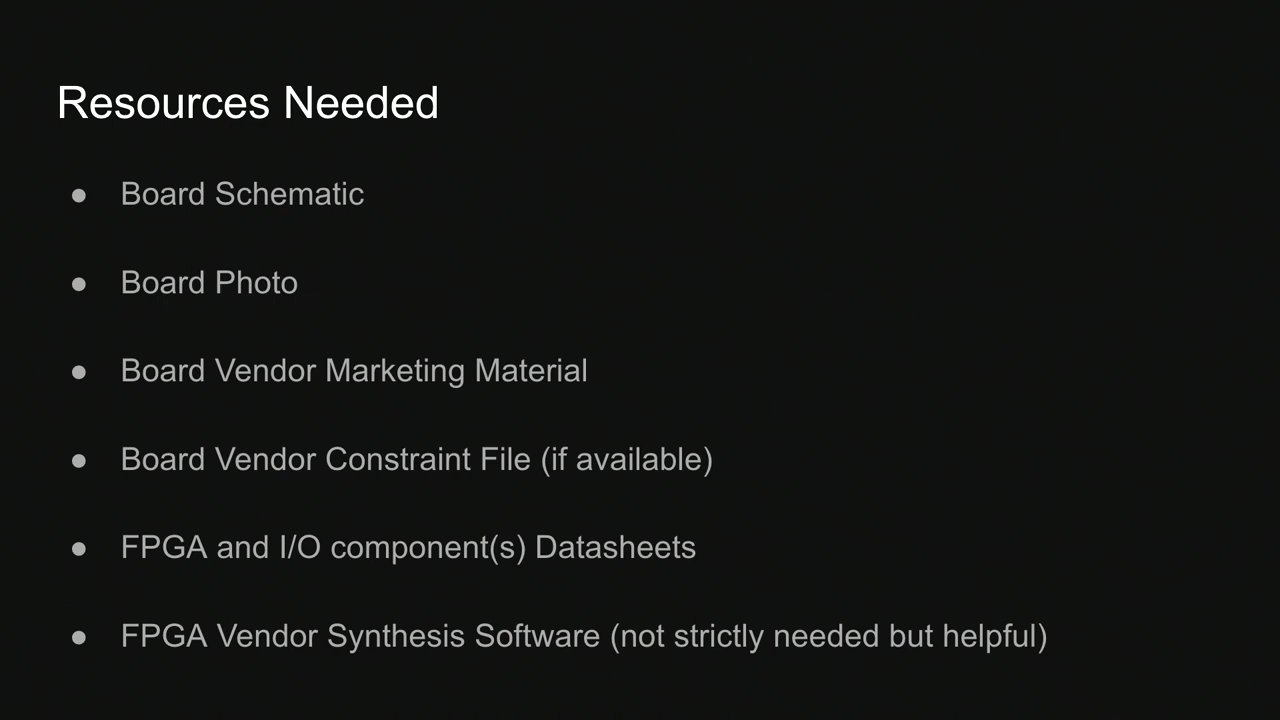 Resources Needed
● Board Schematic
● Board Photo
● Board Vendor Marketing Material
● Board Vendor Constraint File (if available)
● FPGA and I/O component(s) Datasheets
● FPGA Vendor Synthesis Software (not strictly needed but helpful)